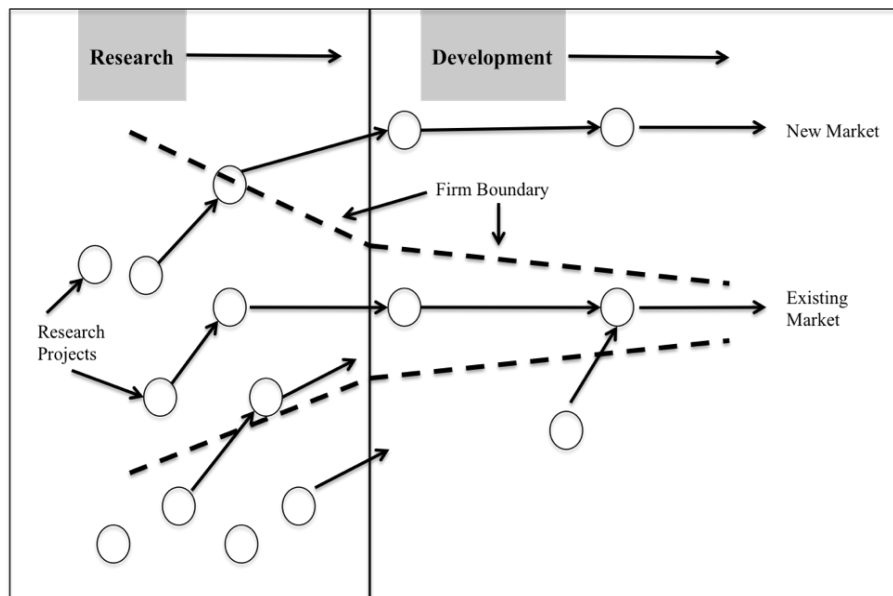 Research
Development
New Market
Firm Boundary
Existing
Market
Research
Projects